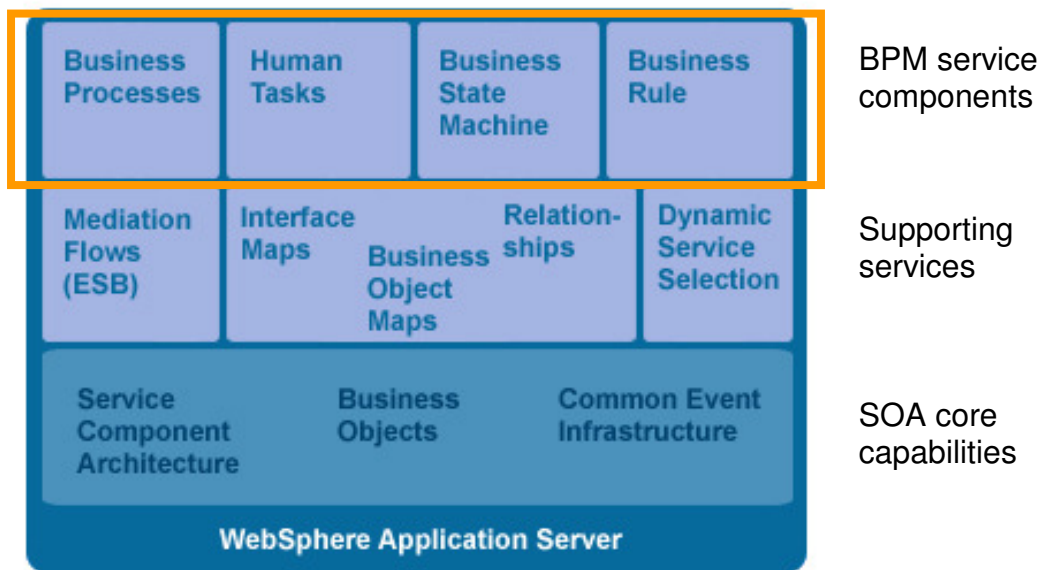 Business
Processes
Human
Tasks
Business
State
Machine
Business
Rule
BPM service
components
Mediation
Flows
(ESB)
Interface
Maps
Business
Object
Maps
Relation-
ships
Dynamic
Service
Selection
Supporting
services
Service
Component
Architecture
Business
Objects
Common Event
Infrastructure
SOA core
capabilities
WebSphere Application Server